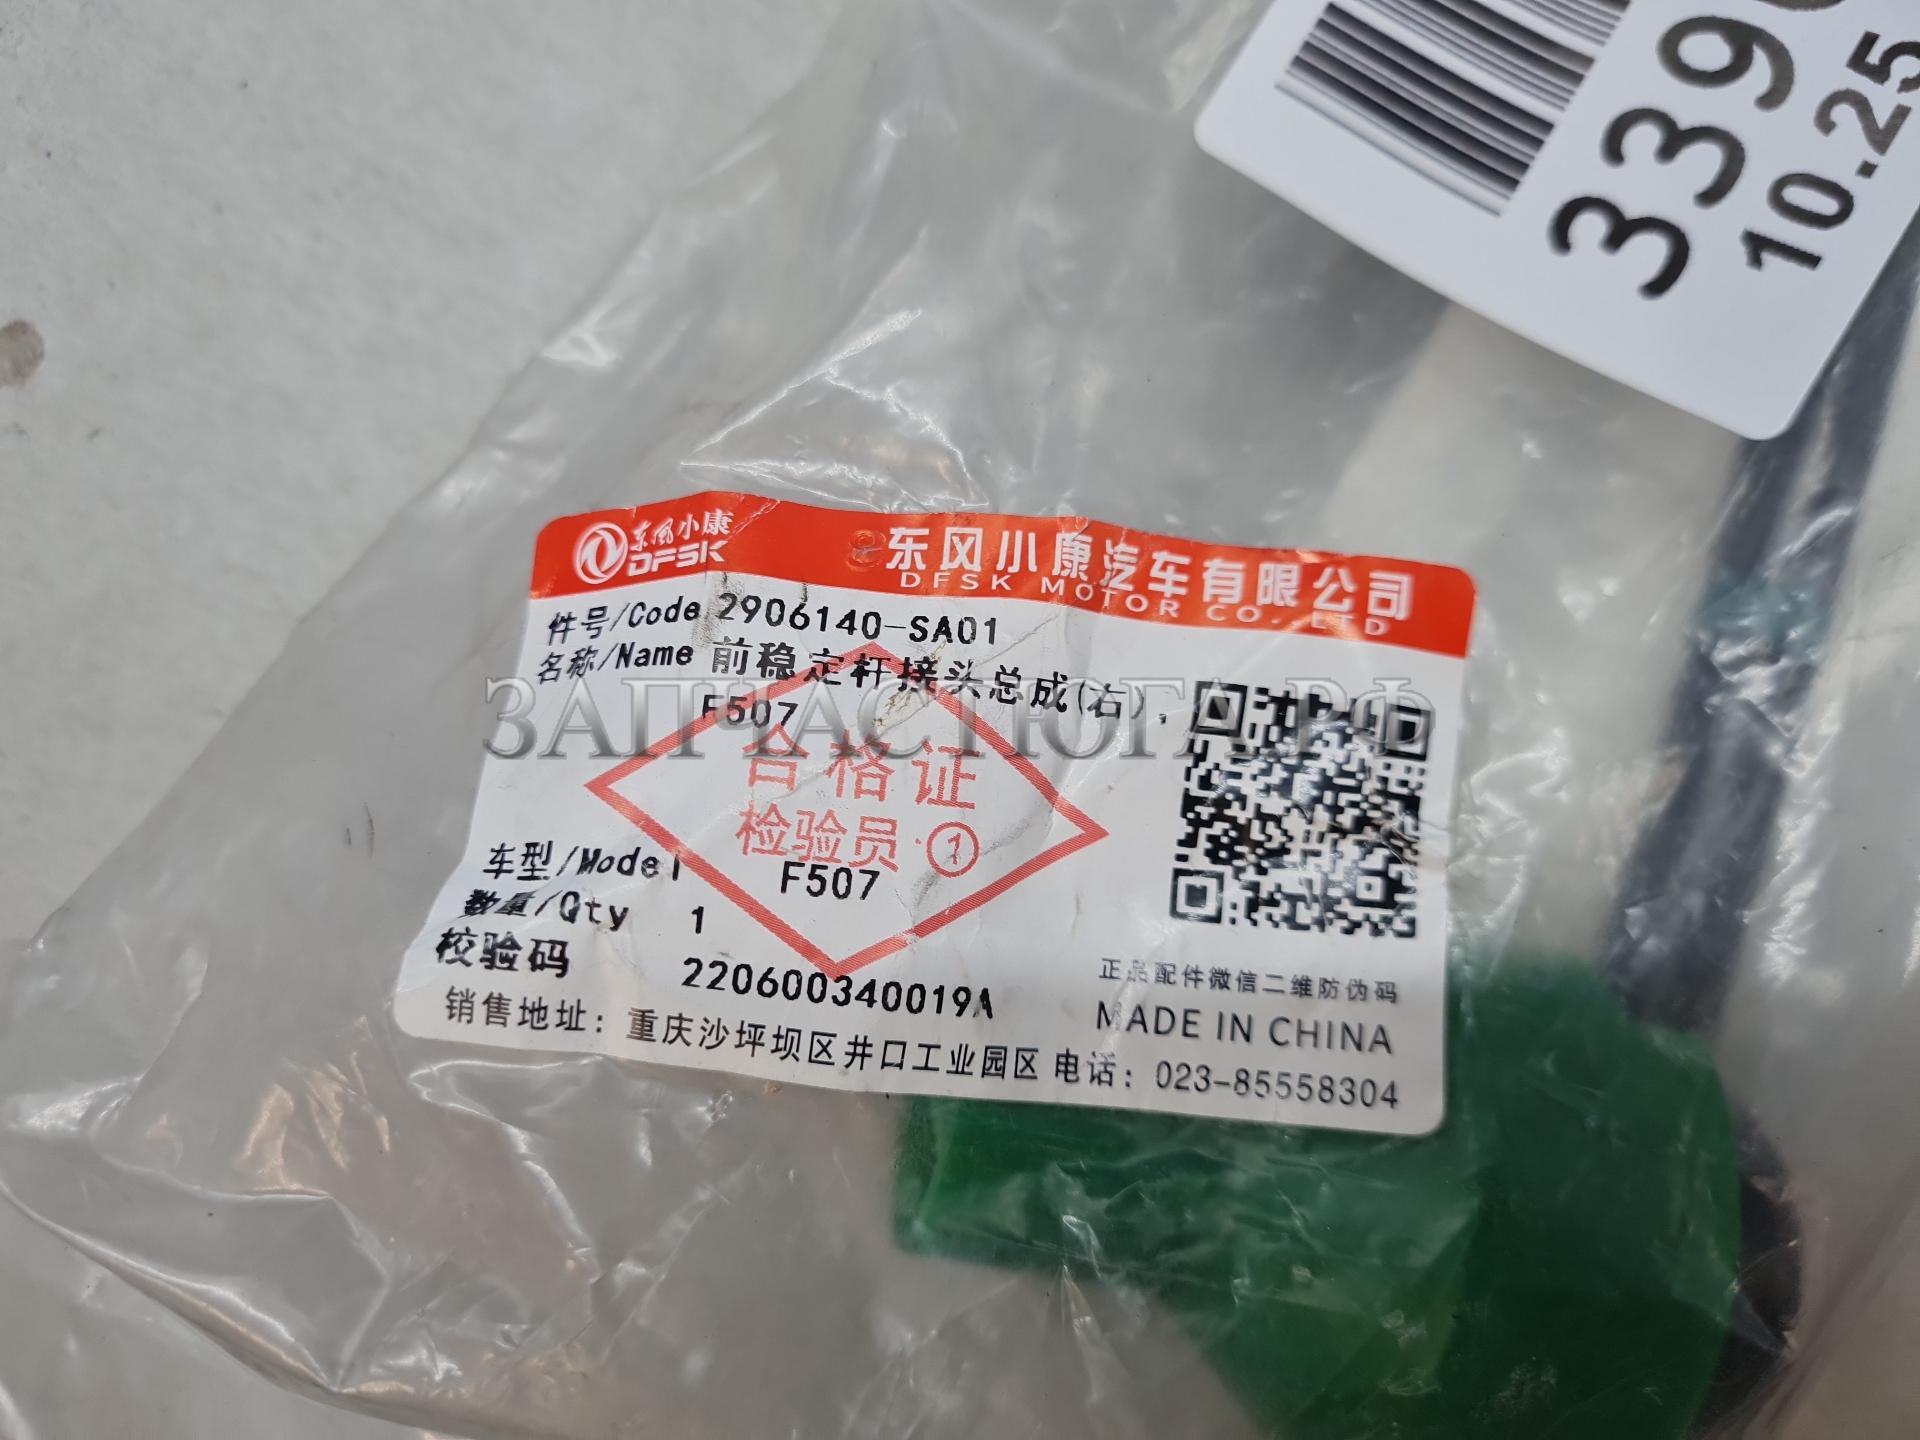 339
10.25
东风小康
DFSK
东风小康汽车有限公司
DFSK MOTOR CO.,LTD
件号/Code 2906140-SA01
名称/Name 前稳定杆接头总成(右),
F507
ЗАПЧАСТЮГА.РФ
合格证
检验员 1
车型/Model F507
数量/Qty 1
校验码 220600340019A
正品配件微信二维防伪码
MADE IN CHINA
销售地址：重庆沙坪坝区井口工业园区 电话：023-85558304